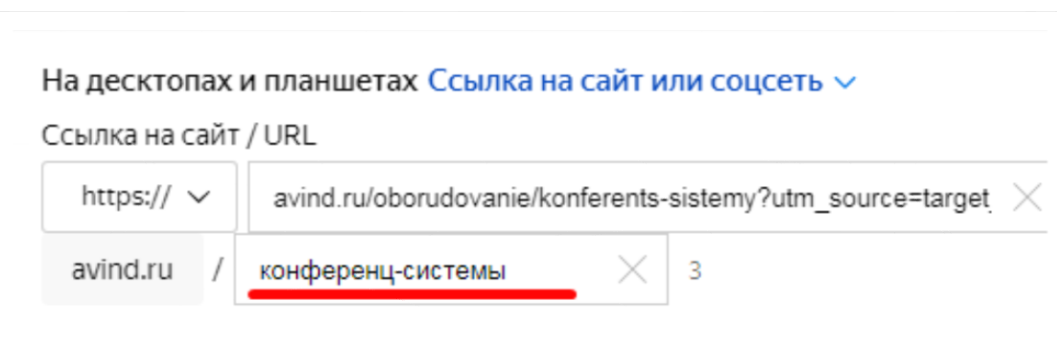 На десктопах и планшетах Ссылка на сайт или соцсеть
Ссылка на сайт / URL
https:// avind.ru/oborudovanie/konferents-sistemy?utm_source=target_
avind.ru / конференц-системы 3